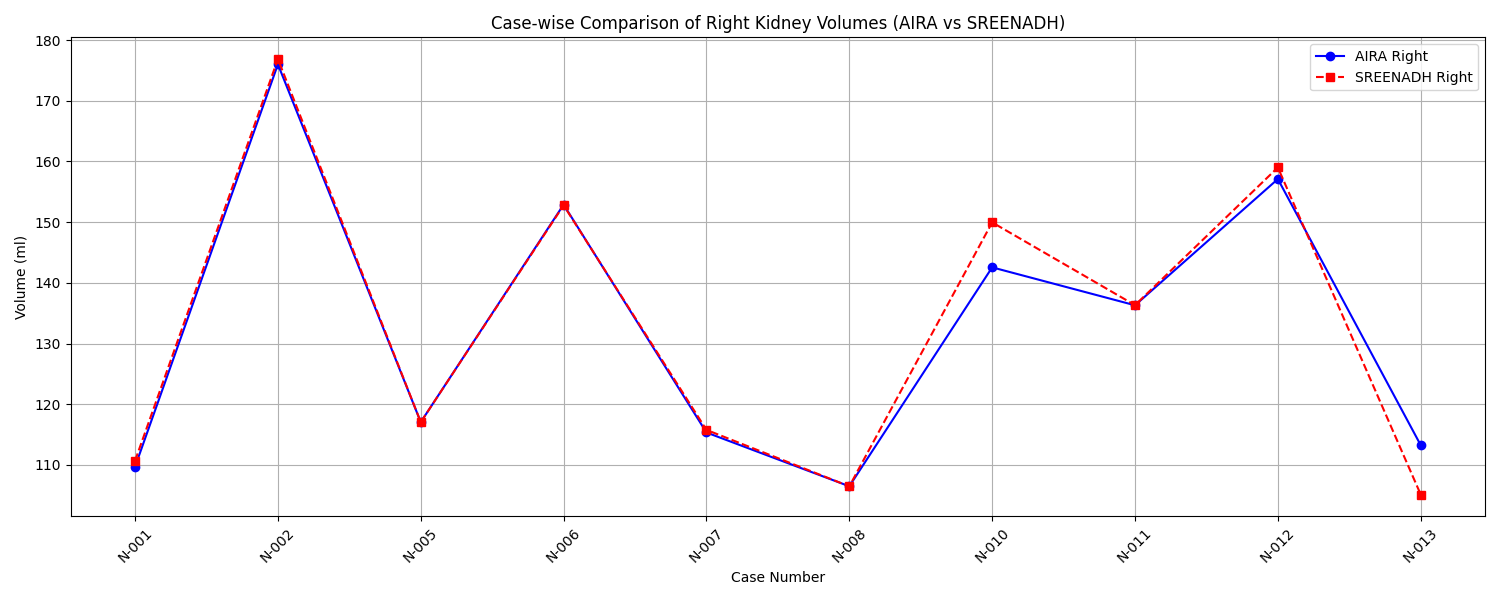 Case-wise Comparison of Right Kidney Volumes (AIRA vs SREENADH)
AIRA Right
SREENADH Right
180
170
160
150
140
130
120
110
Volume (ml)
N-001
N-002
N-005
N-006
N-007
N-008
N-010
N-011
N-012
N-013
Case Number